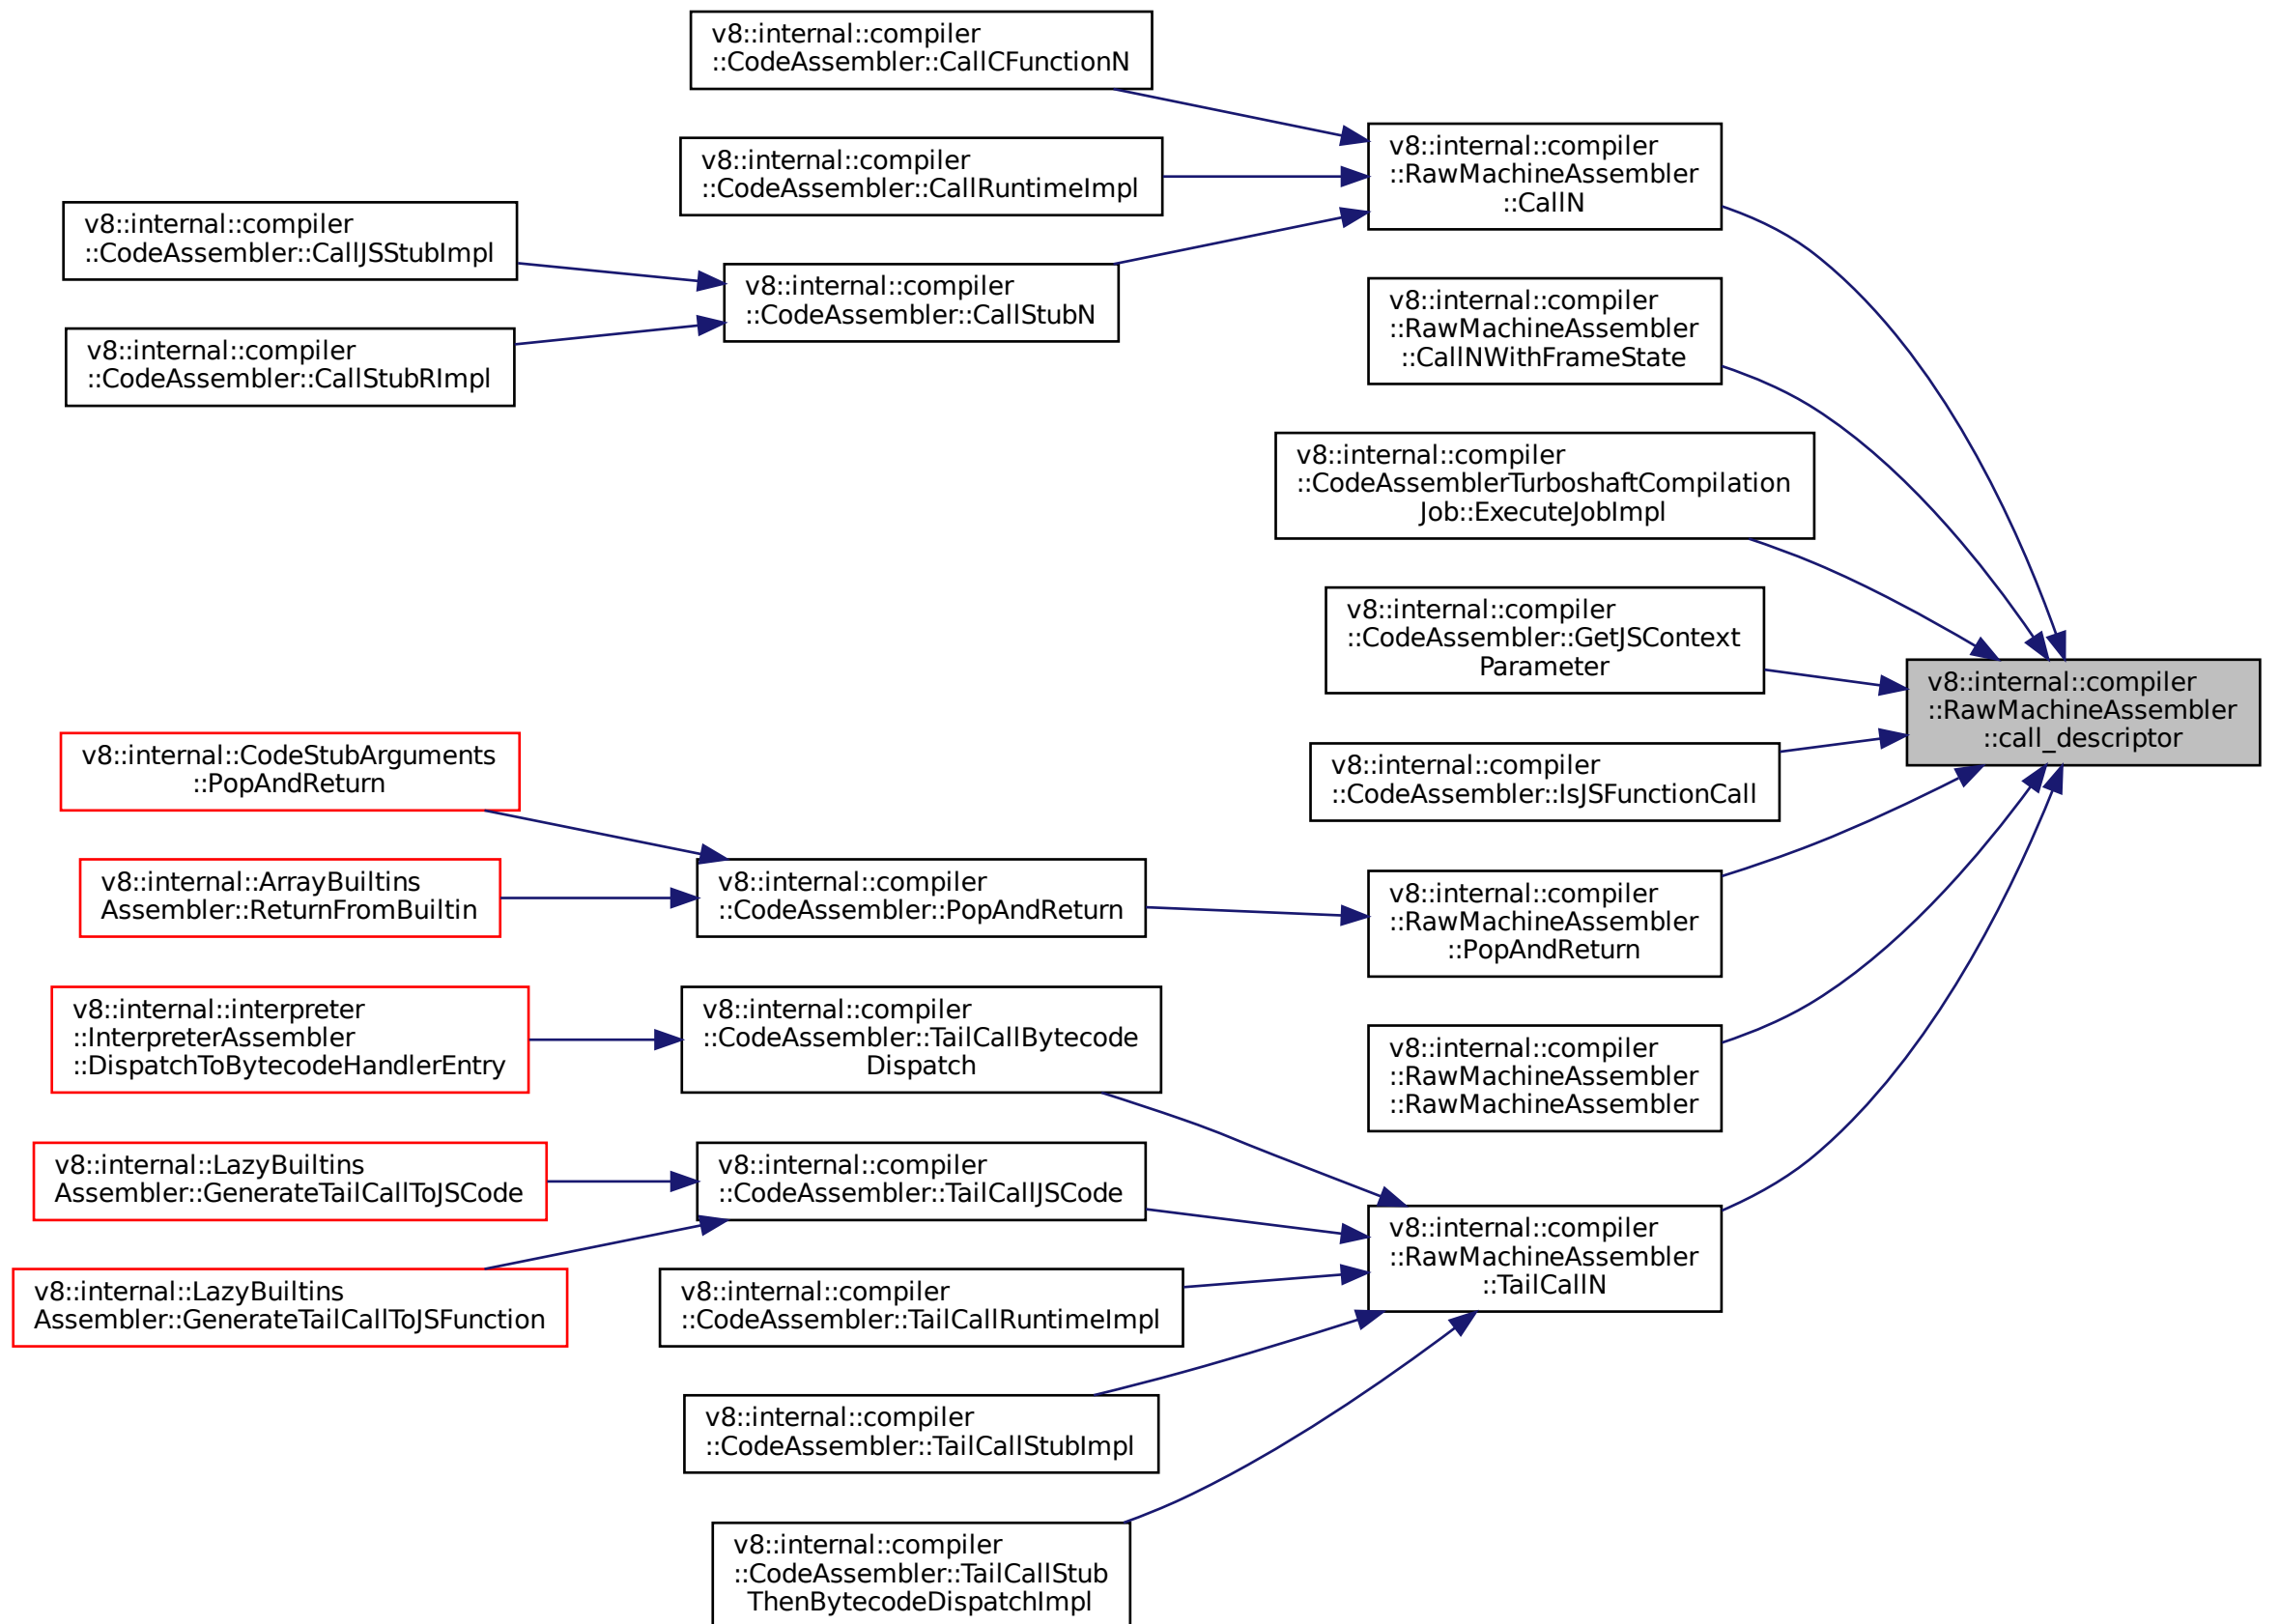 v8::internal::compiler
::CodeAssembler::CallCFunctionN
v8::internal::compiler
::CodeAssembler::CallRuntimeImpl
v8::internal::compiler
::RawMachineAssembler
::CallN
v8::internal::compiler
::CodeAssembler::CallJSStubImpl
v8::internal::compiler
::CodeAssembler::CallStubN
v8::internal::compiler
::CodeAssembler::CallStubRImpl
v8::internal::compiler
::RawMachineAssembler
::CallNWithFrameState
v8::internal::compiler
::CodeAssemblerTurboshaftCompilation
Job::ExecuteJobImpl
v8::internal::compiler
::CodeAssembler::GetJSContext
Parameter
v8::internal::compiler
::RawMachineAssembler
::call_descriptor
v8::internal::compiler
::CodeAssembler::IsJSFunctionCall
v8::internal::CodeStubArguments
::PopAndReturn
v8::internal::ArrayBuiltins
Assembler::ReturnFromBuiltin
v8::internal::compiler
::CodeAssembler::PopAndReturn
v8::internal::compiler
::RawMachineAssembler
::PopAndReturn
v8::internal::interpreter
::InterpreterAssembler
::DispatchToBytecodeHandlerEntry
v8::internal::compiler
::CodeAssembler::TailCallBytecode
Dispatch
v8::internal::compiler
::RawMachineAssembler
::RawMachineAssembler
v8::internal::LazyBuiltins
Assembler::GenerateTailCallToJSCode
v8::internal::compiler
::CodeAssembler::TailCallJSCode
v8::internal::compiler
::RawMachineAssembler
::TailCallN
v8::internal::LazyBuiltins
Assembler::GenerateTailCallToJSFunction
v8::internal::compiler
::CodeAssembler::TailCallRuntimeImpl
v8::internal::compiler
::CodeAssembler::TailCallStubImpl
v8::internal::compiler
::CodeAssembler::TailCallStub
ThenBytecodeDispatchImpl